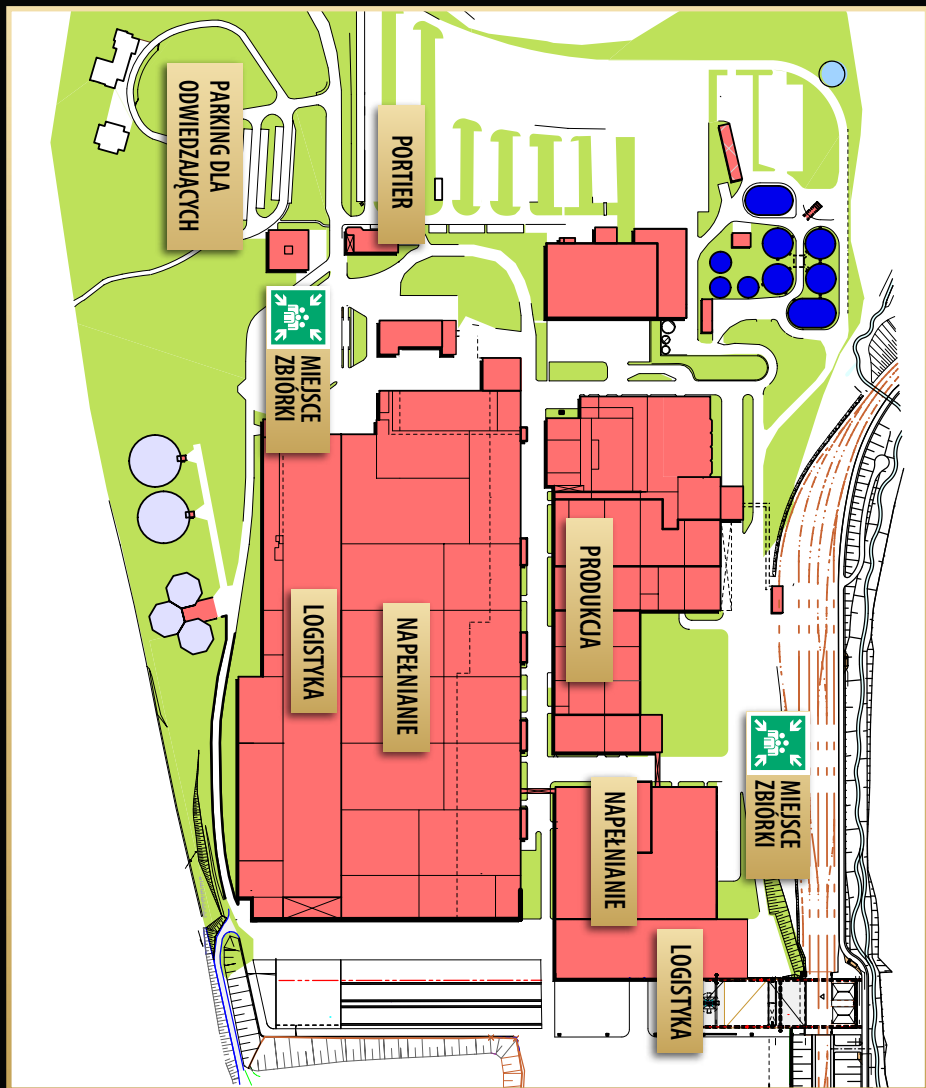 PARKING DLA
ODWIEDZAJĄCYCH
PORTIER
MIEJSCE
ZBIÓRKI
PRODUKCJA
LOGISTYKA
NAPEŁNIANIE
MIEJSCE
ZBIÓRKI
NAPEŁNIANIE
LOGISTYKA